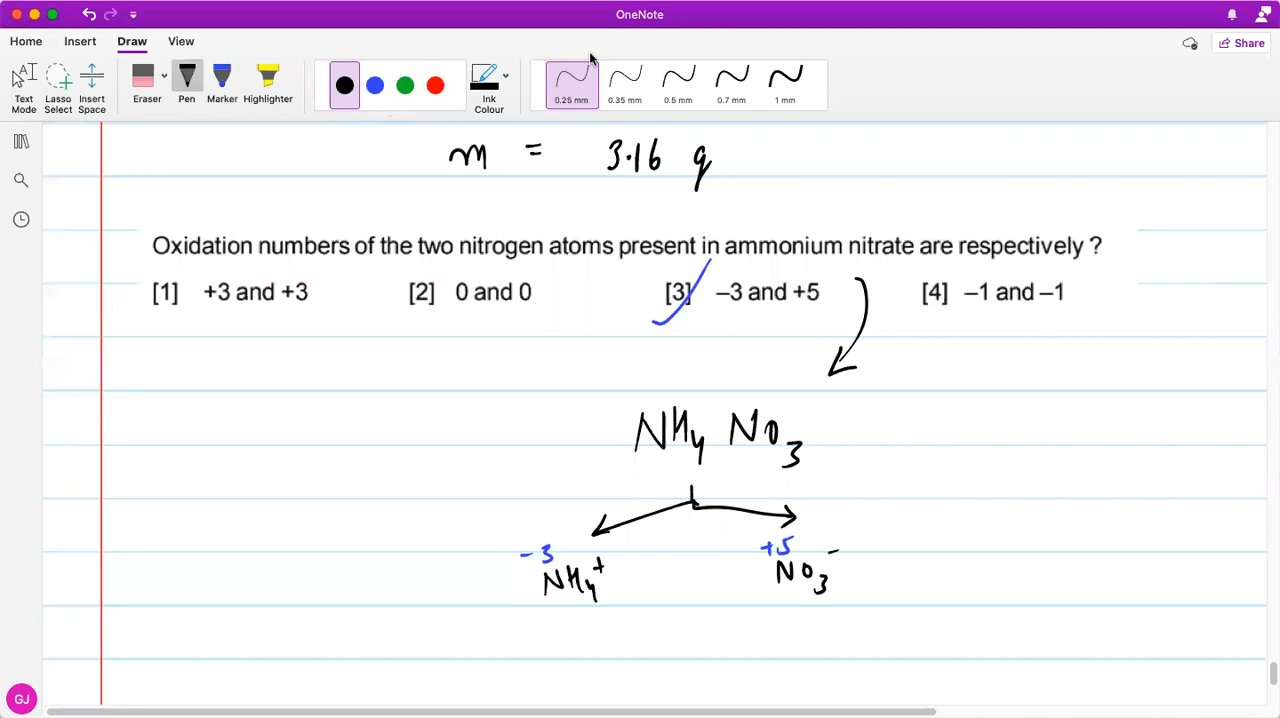 OneNote
Home Insert Draw View Share
Text Mode Lasso Select Insert Space Eraser Pen Marker Highlighter Ink Colour 0.25 mm 0.35 mm 0.5 mm 0.7 mm 1 mm
m = 3.16 g
Oxidation numbers of the two nitrogen atoms present in ammonium nitrate are respectively ?
[1] +3 and +3 [2] 0 and 0 [3] –3 and +5 [4] –1 and –1
NH4 NO3
-3 +5
NH4+ NO3-
GJ